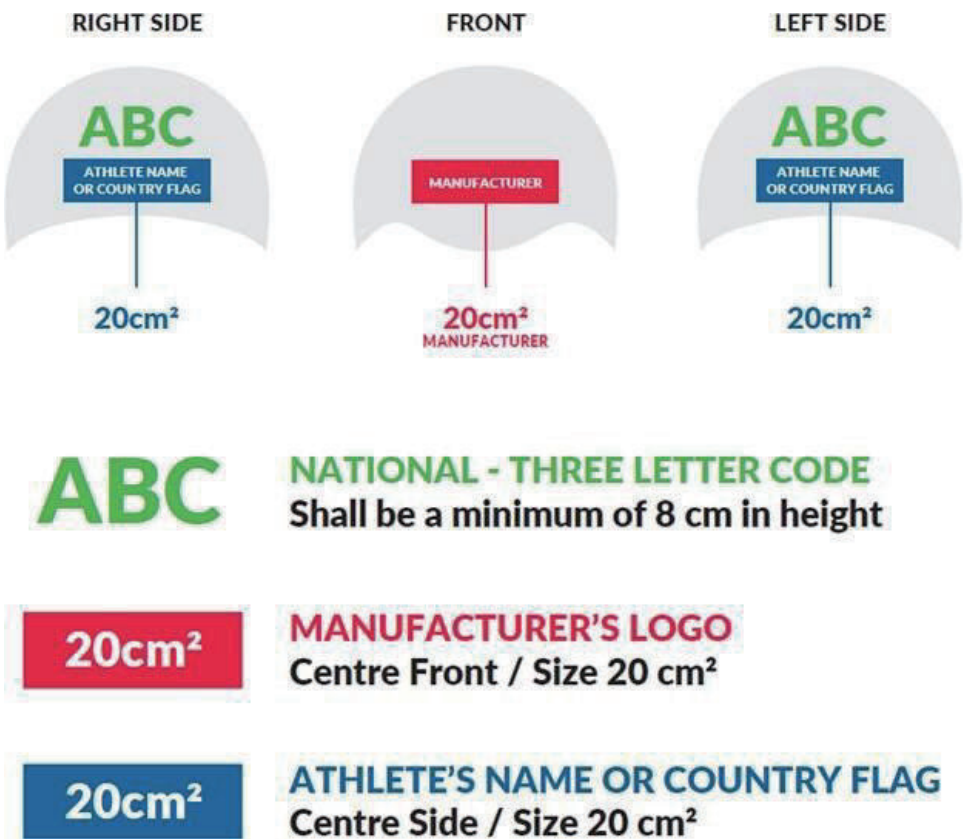 RIGHT SIDE
FRONT
LEFT SIDE
ABC
ATHLETE NAME
OR COUNTRY FLAG
20cm²
MANUFACTURER
20cm²
MANUFACTURER
ABC
ATHLETE NAME
OR COUNTRY FLAG
20cm²
ABC
NATIONAL - THREE LETTER CODE
Shall be a minimum of 8 cm in height
20cm²
MANUFACTURER'S LOGO
Centre Front / Size 20 cm²
20cm²
ATHLETE'S NAME OR COUNTRY FLAG
Centre Side / Size 20 cm²